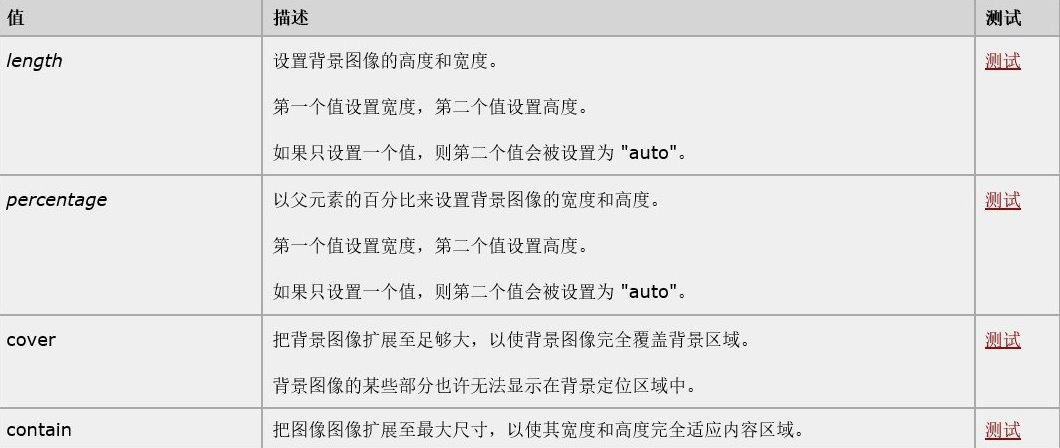 值 描述 测试
length 设置背景图像的高度和宽度。 测试
第一个值设置宽度，第二个值设置高度。
如果只设置一个值，则第二个值会被设置为 "auto"。
percentage 以父元素的百分比来设置背景图像的宽度和高度。 测试
第一个值设置宽度，第二个值设置高度。
如果只设置一个值，则第二个值会被设置为 "auto"。
cover 把背景图像扩展至足够大，以使背景图像完全覆盖背景区域。 测试
背景图像的某些部分也许无法显示在背景定位区域中。
contain 把图像图像扩展至最大尺寸，以使其宽度和高度完全适应内容区域。 测试